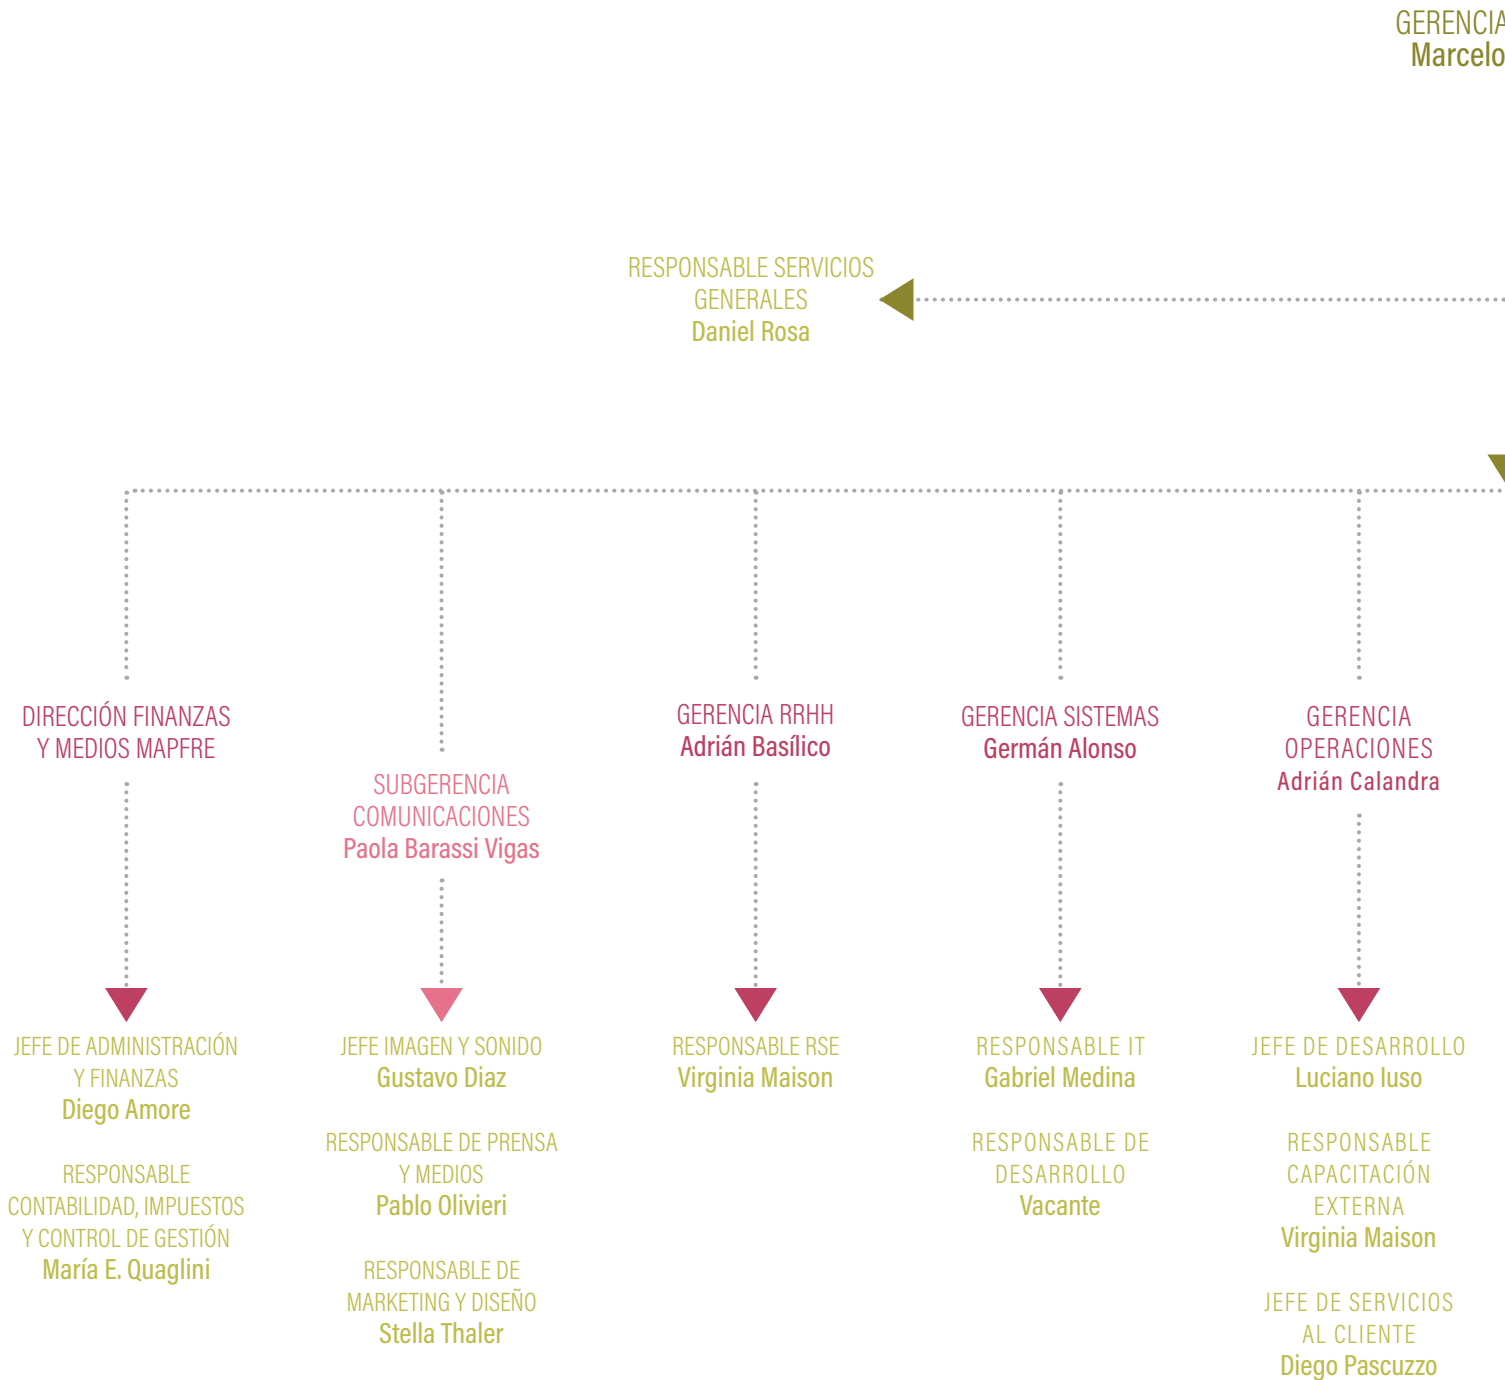 GERENCIA
Marcelo
RESPONSABLE SERVICIOS
GENERALES
Daniel Rosa
DIRECCIÓN FINANZAS
Y MEDIOS MAPFRE
SUBGERENCIA
COMUNICACIONES
Paola Barassi Vigas
GERENCIA RRHH
Adrián Basílico
GERENCIA SISTEMAS
Germán Alonso
GERENCIA
OPERACIONES
Adrián Calandra
JEFE DE ADMINISTRACIÓN
Y FINANZAS
Diego Amore
RESPONSABLE
CONTABILIDAD, IMPUESTOS
Y CONTROL DE GESTIÓN
María E. Quaglini
JEFE IMAGEN Y SONIDO
Gustavo Diaz
RESPONSABLE DE PRENSA
Y MEDIOS
Pablo Olivieri
RESPONSABLE DE
MARKETING Y DISEÑO
Stella Thaler
RESPONSABLE RSE
Virginia Maison
RESPONSABLE IT
Gabriel Medina
RESPONSABLE DE
DESARROLLO
Vacante
JEFE DE DESARROLLO
Luciano Iuso
RESPONSABLE
CAPACITACIÓN
EXTERNA
Virginia Maison
JEFE DE SERVICIOS
AL CLIENTE
Diego Pascuzzo